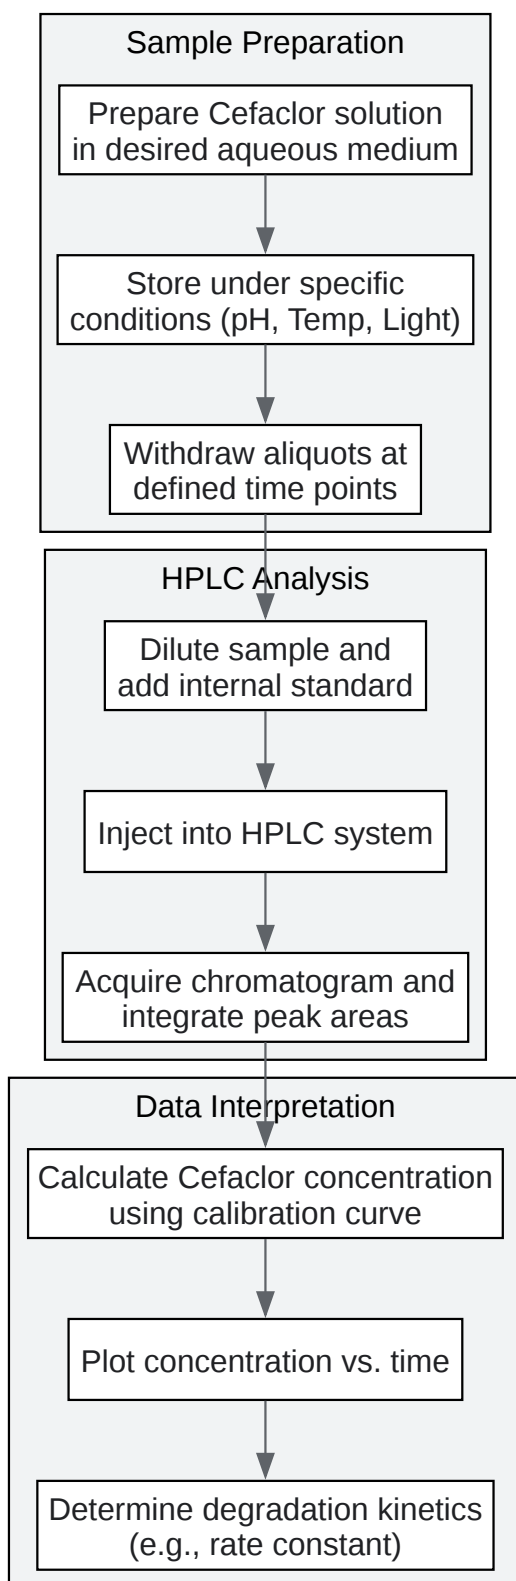 Sample Preparation
Prepare Cefaclor solution
in desired aqueous medium
Store under specific
conditions (pH, Temp, Light)
Withdraw aliquots at
defined time points
HPLC Analysis
Dilute sample and
add internal standard
Inject into HPLC system
Acquire chromatogram and
integrate peak areas
Data Interpretation
Calculate Cefaclor concentration
using calibration curve
Plot concentration vs. time
Determine degradation kinetics
(e.g., rate constant)